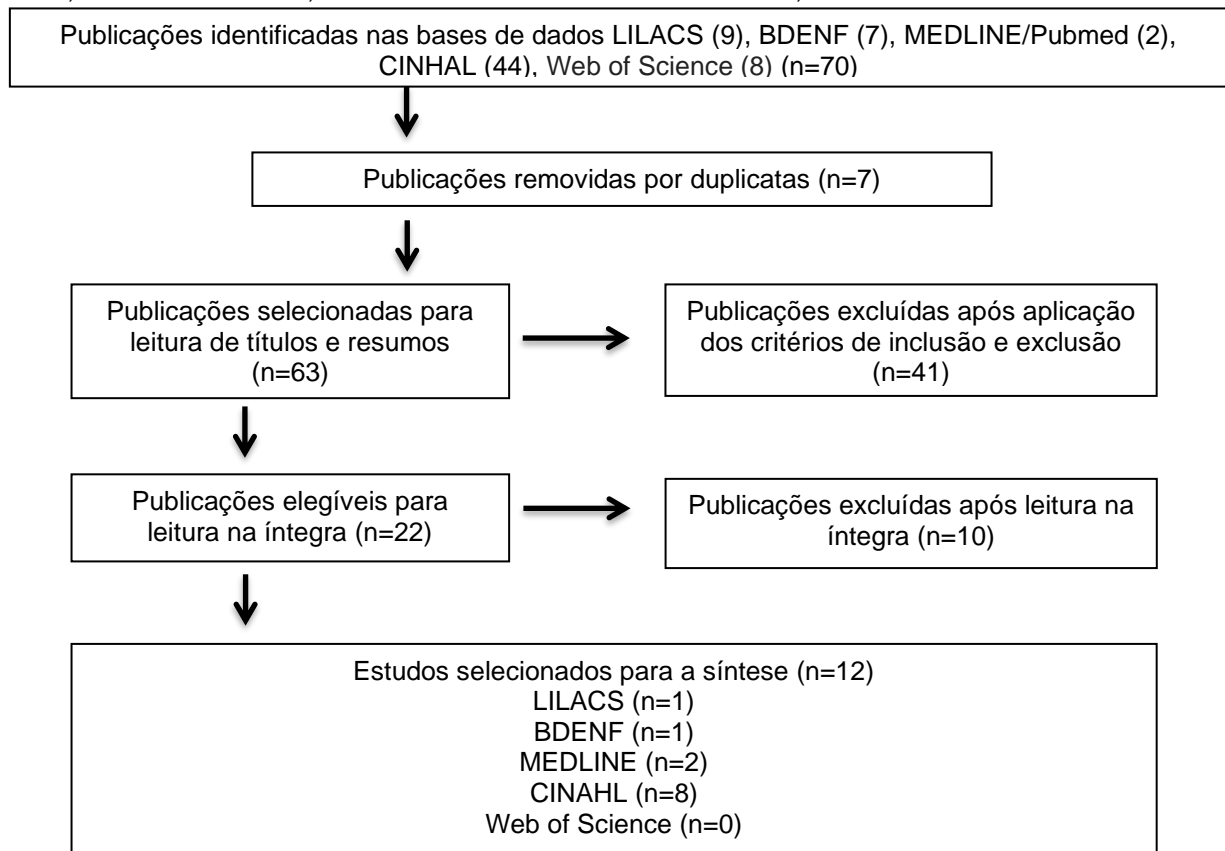 Publicações identificadas nas bases de dados LILACS (9), BDENF (7), MEDLINE/Pubmed (2),
CINHAL (44), Web of Science (8) (n=70)
Publicações removidas por duplicatas (n=7)
Publicações selecionadas para
leitura de títulos e resumos
(n=63)
Publicações excluídas após aplicação
dos critérios de inclusão e exclusão
(n=41)
Publicações elegíveis para
leitura na íntegra (n=22)
Publicações excluídas após leitura na
íntegra (n=10)
Estudos selecionados para a síntese (n=12)
LILACS (n=1)
BDENF (n=1)
MEDLINE (n=2)
CINAHL (n=8)
Web of Science (n=0)